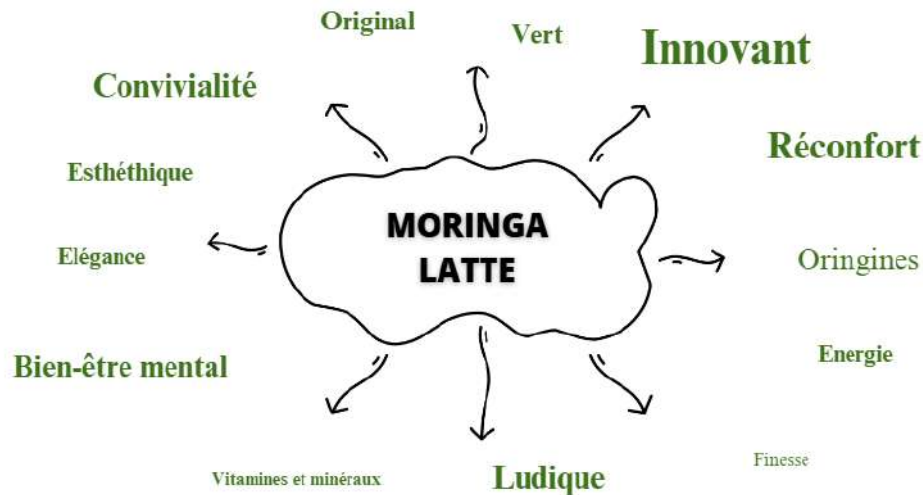 Original
Vert
Innovant
Convivialité
Réconfort
Esthéthique
MORINGA
LATTE
Elégance
Oringines
Bien-être mental
Energie
Vitamines et minéraux
Ludique
Finesse